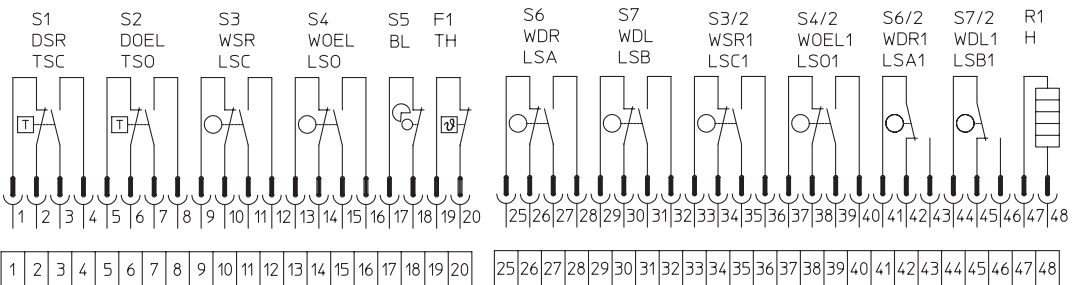 S1 S2 S3 S4 S5 F1 S6 S7 S3/2 S4/2 S6/2 S7/2 R1
DSR DOEL WSR WOEL BL TH WDR WDL WSR1 WOEL1 WDR1 WDL1 H
TSC TSO LSC LSO LSA LSB LSC1 LSO1 LSA1 LSB1
T T ϑ
1 2 3 4 5 6 7 8 9 10 11 12 13 14 15 16 17 18 19 20 25 26 27 28 29 30 31 32 33 34 35 36 37 38 39 40 41 42 43 44 45 46 47 48
1 2 3 4 5 6 7 8 9 10 11 12 13 14 15 16 17 18 19 20 25 26 27 28 29 30 31 32 33 34 35 36 37 38 39 40 41 42 43 44 45 46 47 48